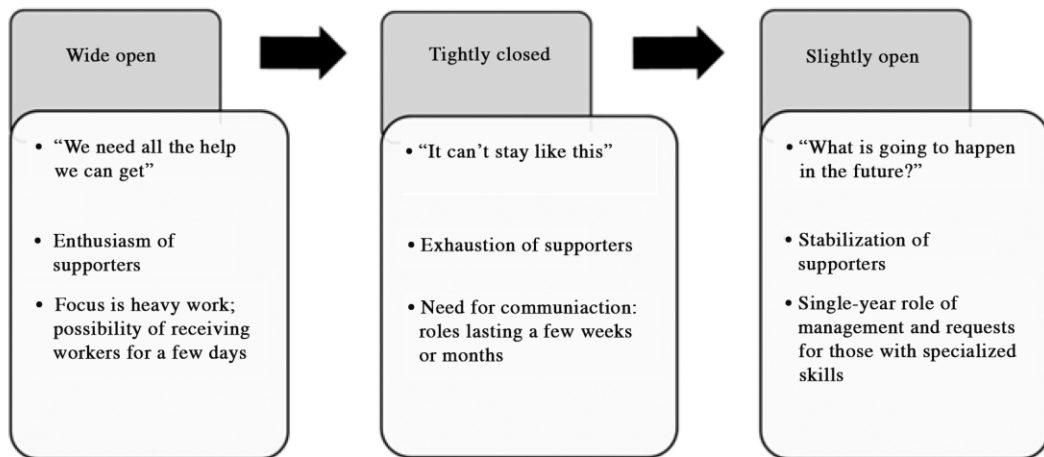 Wide open
Tightly closed
Slightly open
• “We need all the help
we can get”
• Enthusiasm of
supporters
• Focus is heavy work;
possibility of receiving
workers for a few days
• “It can’t stay like this”
• Exhaustion of supporters
• Need for communiaction:
roles lasting a few weeks
or months
• “What is going to happen
in the future?”
• Stabilization of
supporters
• Single-year role of
management and requests
for those with specialized
skills